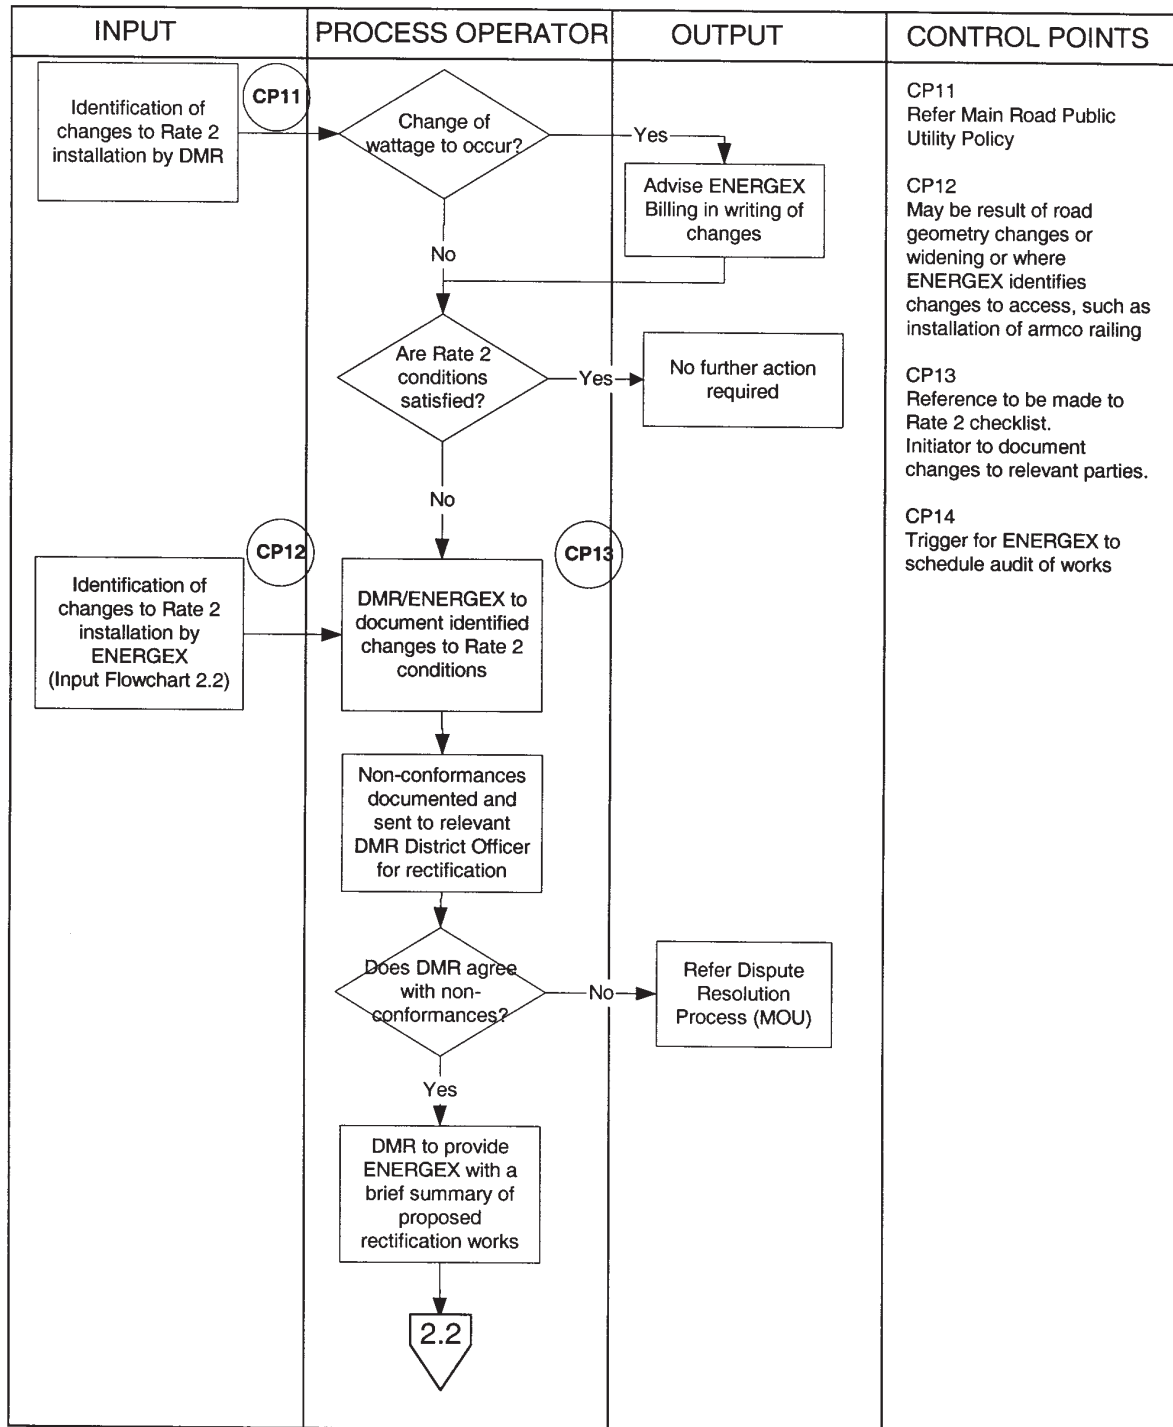 INPUT
PROCESS OPERATOR
OUTPUT
CONTROL POINTS
Identification of
changes to Rate 2
installation by DMR
CP11
Change of
wattage to occur?
Yes
Advise ENERGEX
Billing in writing of
changes
No
Are Rate 2
conditions
satisfied?
Yes
No further action
required
No
CP12
CP13
Identification of
changes to Rate 2
installation by
ENERGEX
(Input Flowchart 2.2)
DMR/ENERGEX to
document identified
changes to Rate 2
conditions
Non-conformances
documented and
sent to relevant
DMR District Officer
for rectification
Does DMR agree
with non-
conformances?
No
Refer Dispute
Resolution
Process (MOU)
Yes
DMR to provide
ENERGEX with a
brief summary of
proposed
rectification works
2.2
CP11
Refer Main Road Public
Utility Policy
CP12
May be result of road
geometry changes or
widening or where
ENERGEX identifies
changes to access, such as
installation of armco railing
CP13
Reference to be made to
Rate 2 checklist.
Initiator to document
changes to relevant parties.
CP14
Trigger for ENERGEX to
schedule audit of works